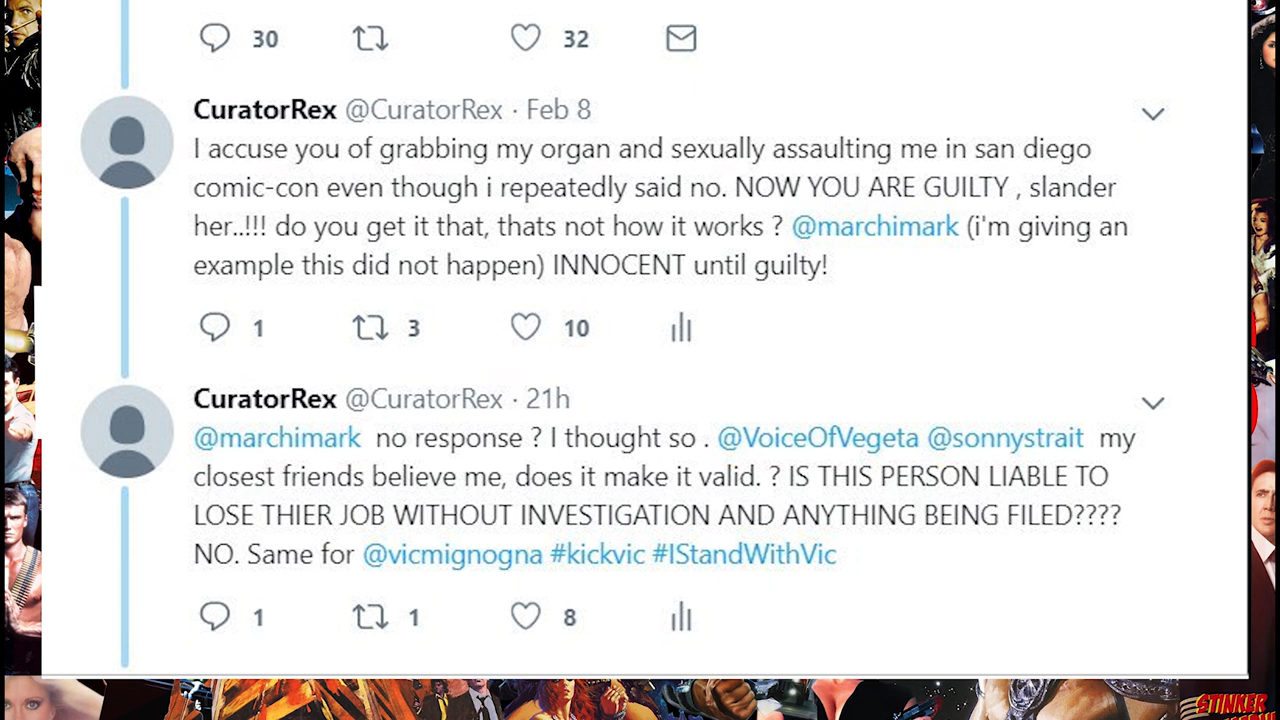 30 32
CuratorRex @CuratorRex · Feb 8
I accuse you of grabbing my organ and sexually assaulting me in san diego
comic-con even though i repeatedly said no. NOW YOU ARE GUILTY , slander
her..!!! do you get it that, thats not how it works ? @marchimark (i'm giving an
example this did not happen) INNOCENT until guilty!
1 3 10
CuratorRex @CuratorRex · 21h
@marchimark no response ? I thought so . @VoiceOfVegeta @sonnystrait my
closest friends believe me, does it make it valid. ? IS THIS PERSON LIABLE TO
LOSE THIER JOB WITHOUT INVESTIGATION AND ANYTHING BEING FILED????
NO. Same for @vicmignogna #kickvic #IStandWithVic
1 1 8
STINKER